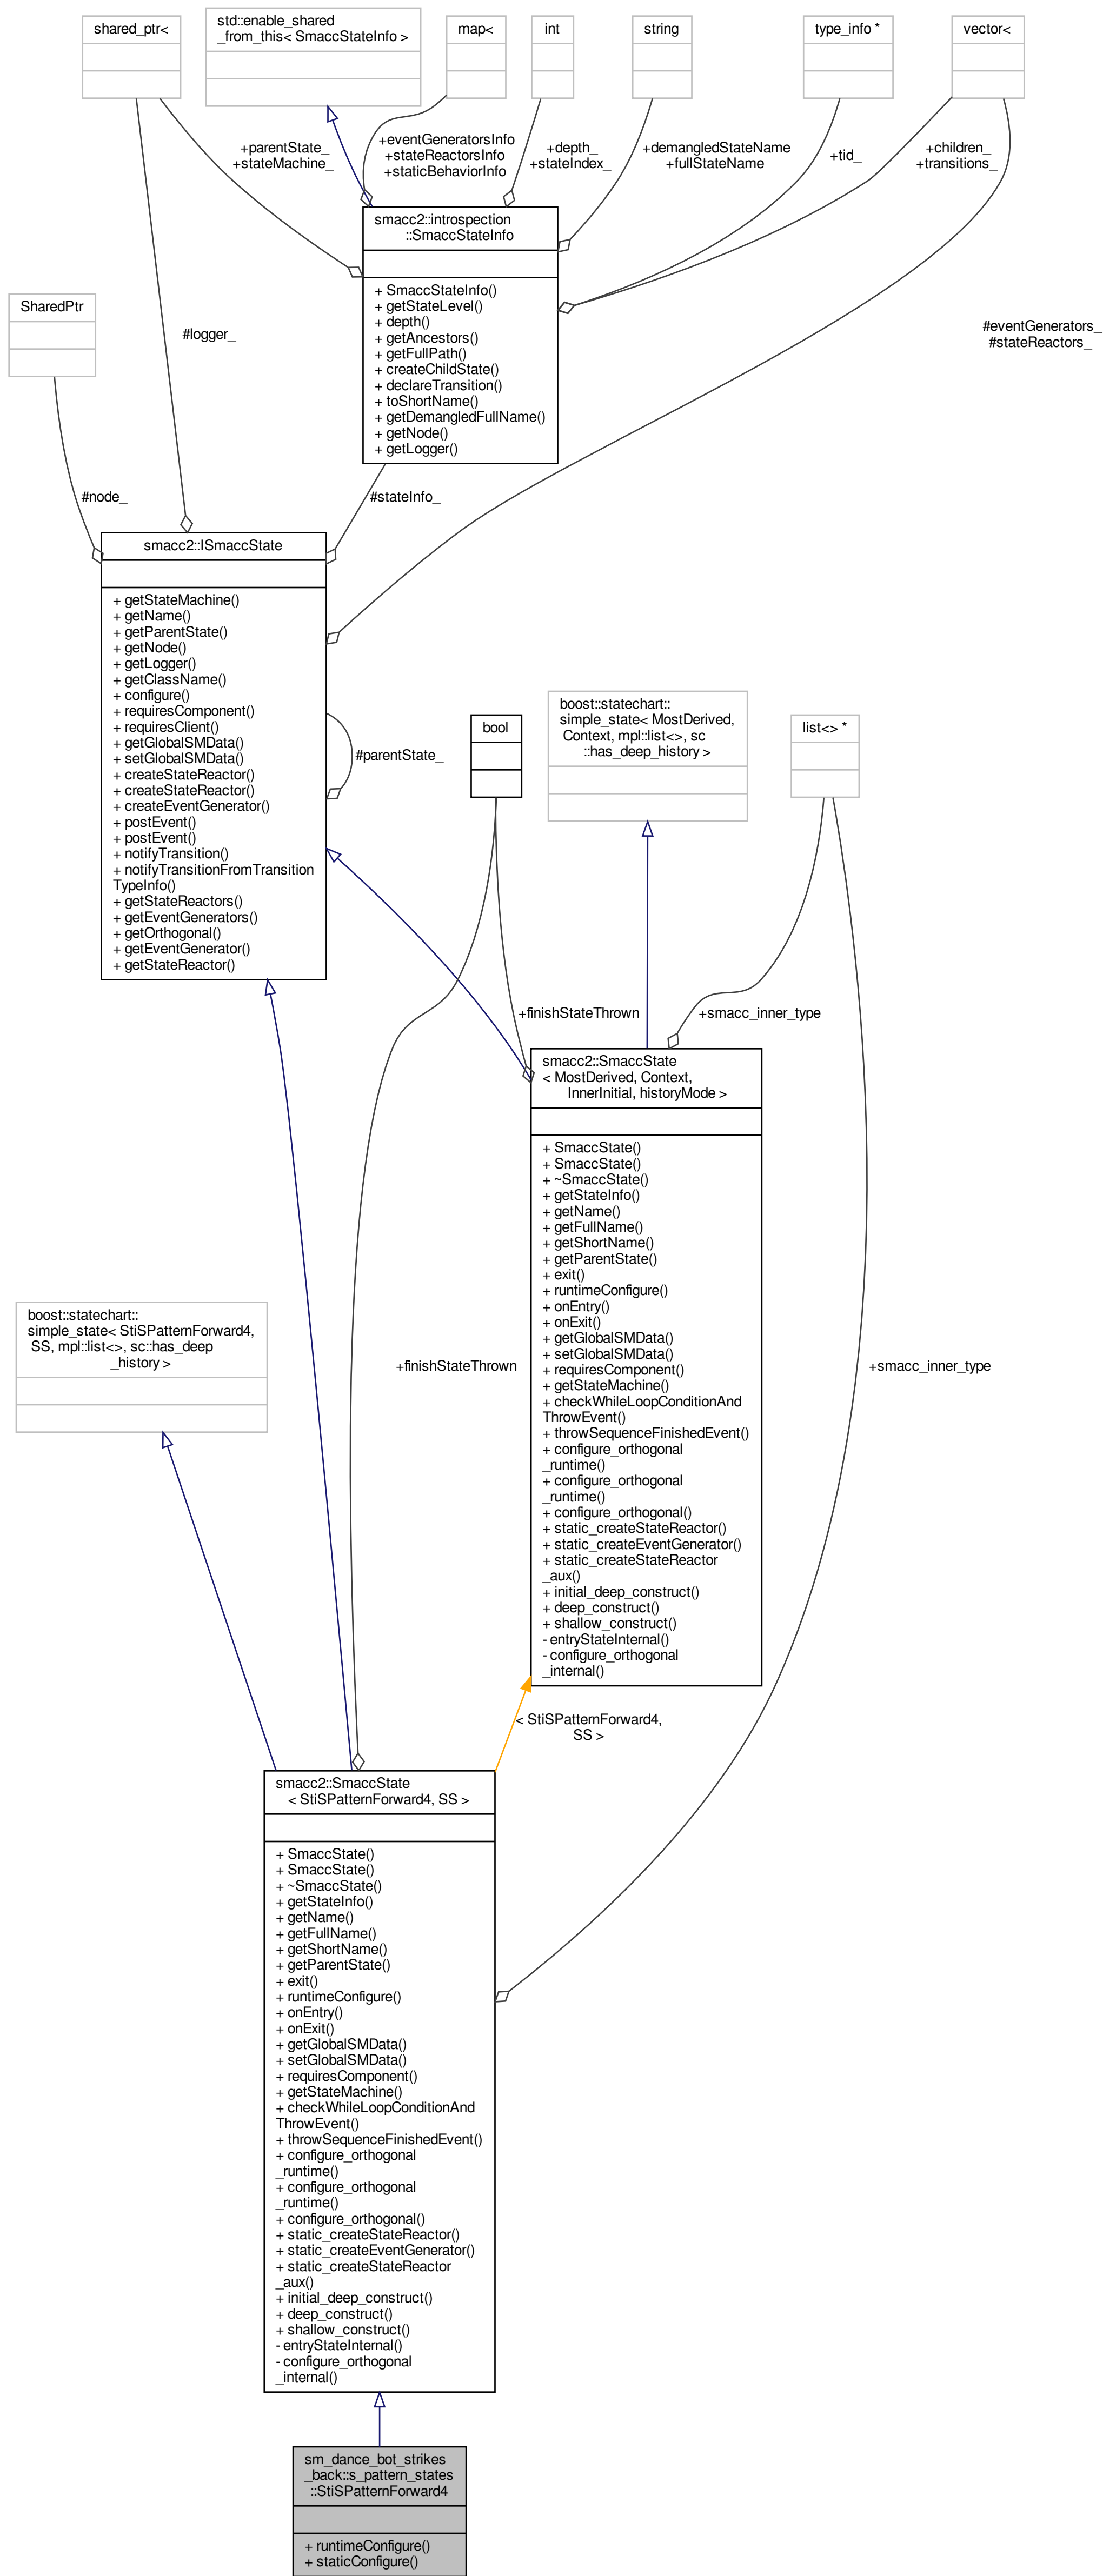 shared_ptr<
std::enable_shared
_from_this< SmaccStateInfo >
map<
int
string
type_info *
vector<
+parentState_
+stateMachine_
+eventGeneratorsInfo
+stateReactorsInfo
+staticBehaviorInfo
+depth_
+stateIndex_
+demangledStateName
+fullStateName
+tid_
+children_
+transitions_
smacc2::introspection
::SmaccStateInfo
+ SmaccStateInfo()
+ getStateLevel()
+ depth()
+ getAncestors()
+ getFullPath()
+ createChildState()
+ declareTransition()
+ toShortName()
+ getDemangledFullName()
+ getNode()
+ getLogger()
SharedPtr
#logger_
#eventGenerators_
#stateReactors_
#node_
#stateInfo_
smacc2::ISmaccState
+ getStateMachine()
+ getName()
+ getParentState()
+ getNode()
+ getLogger()
+ getClassName()
+ configure()
+ requiresComponent()
+ requiresClient()
+ getGlobalSMData()
+ setGlobalSMData()
+ createStateReactor()
+ createStateReactor()
+ createEventGenerator()
+ postEvent()
+ postEvent()
+ notifyTransition()
+ notifyTransitionFromTransition
TypeInfo()
+ getStateReactors()
+ getEventGenerators()
+ getOrthogonal()
+ getEventGenerator()
+ getStateReactor()
#parentState_
bool
boost::statechart::
simple_state< MostDerived,
Context, mpl::list<>, sc
::has_deep_history >
list<> *
+finishStateThrown
+smacc_inner_type
smacc2::SmaccState
< MostDerived, Context,
InnerInitial, historyMode >
+ SmaccState()
+ SmaccState()
+ ~SmaccState()
+ getStateInfo()
+ getName()
+ getFullName()
+ getShortName()
+ getParentState()
+ exit()
+ runtimeConfigure()
+ onEntry()
+ onExit()
+ getGlobalSMData()
+ setGlobalSMData()
+ requiresComponent()
+ getStateMachine()
+ checkWhileLoopConditionAnd
ThrowEvent()
+ throwSequenceFinishedEvent()
+ configure_orthogonal
_runtime()
+ configure_orthogonal
_runtime()
+ configure_orthogonal()
+ static_createStateReactor()
+ static_createEventGenerator()
+ static_createStateReactor
_aux()
+ initial_deep_construct()
+ deep_construct()
+ shallow_construct()
- entryStateInternal()
- configure_orthogonal
_internal()
boost::statechart::
simple_state< StiSPatternForward4,
SS, mpl::list<>, sc::has_deep
_history >
+finishStateThrown
+smacc_inner_type
< StiSPatternForward4,
SS >
smacc2::SmaccState
< StiSPatternForward4, SS >
+ SmaccState()
+ SmaccState()
+ ~SmaccState()
+ getStateInfo()
+ getName()
+ getFullName()
+ getShortName()
+ getParentState()
+ exit()
+ runtimeConfigure()
+ onEntry()
+ onExit()
+ getGlobalSMData()
+ setGlobalSMData()
+ requiresComponent()
+ getStateMachine()
+ checkWhileLoopConditionAnd
ThrowEvent()
+ throwSequenceFinishedEvent()
+ configure_orthogonal
_runtime()
+ configure_orthogonal
_runtime()
+ configure_orthogonal()
+ static_createStateReactor()
+ static_createEventGenerator()
+ static_createStateReactor
_aux()
+ initial_deep_construct()
+ deep_construct()
+ shallow_construct()
- entryStateInternal()
- configure_orthogonal
_internal()
sm_dance_bot_strikes
_back::s_pattern_states
::StiSPatternForward4
+ runtimeConfigure()
+ staticConfigure()